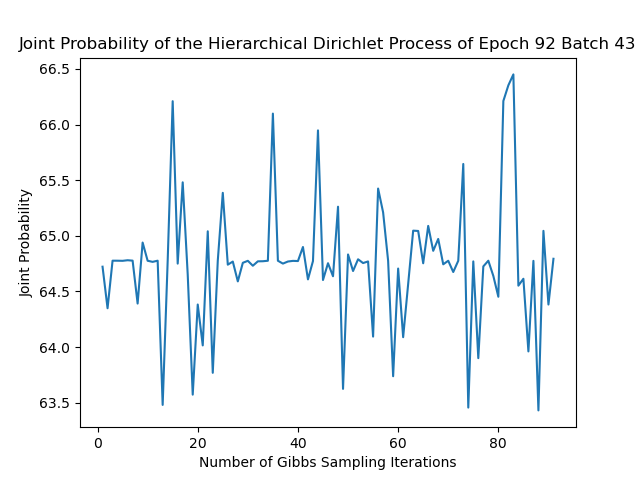 Joint Probability of the Hierarchical Dirichlet Process of Epoch 92 Batch 43
66.5
66.0
65.5
65.0
64.5
64.0
63.5
Joint Probability
0 20 40 60 80
Number of Gibbs Sampling Iterations